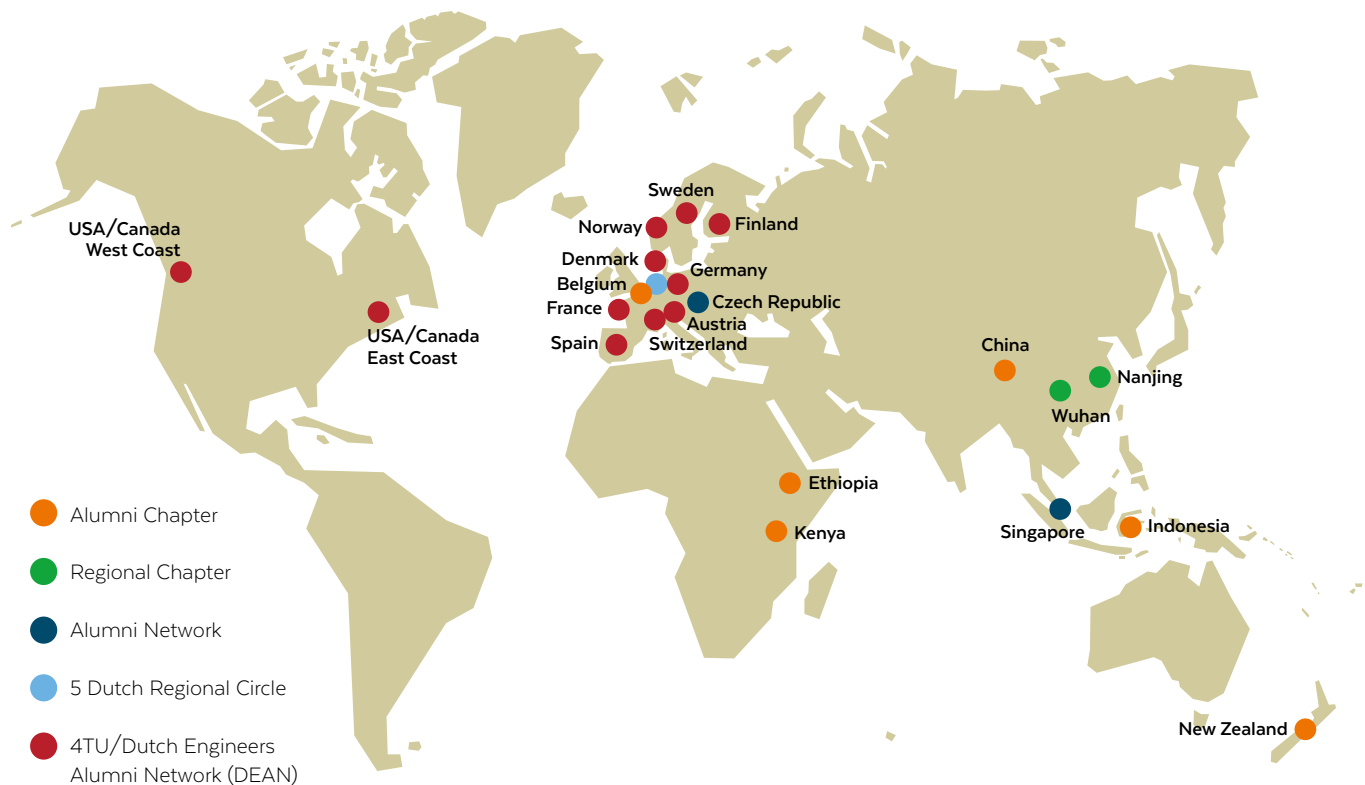 Sweden
USA/Canada
West Coast
Norway
Finland
Denmark
Germany
Belgium
Czech Republic
France
Austria
USA/Canada
East Coast
Spain
Switzerland
China
Nanjing
Wuhan
Ethiopia
Kenya
Singapore
Indonesia
New Zealand
Alumni Chapter
Regional Chapter
Alumni Network
5 Dutch Regional Circle
4TU/Dutch Engineers
Alumni Network (DEAN)